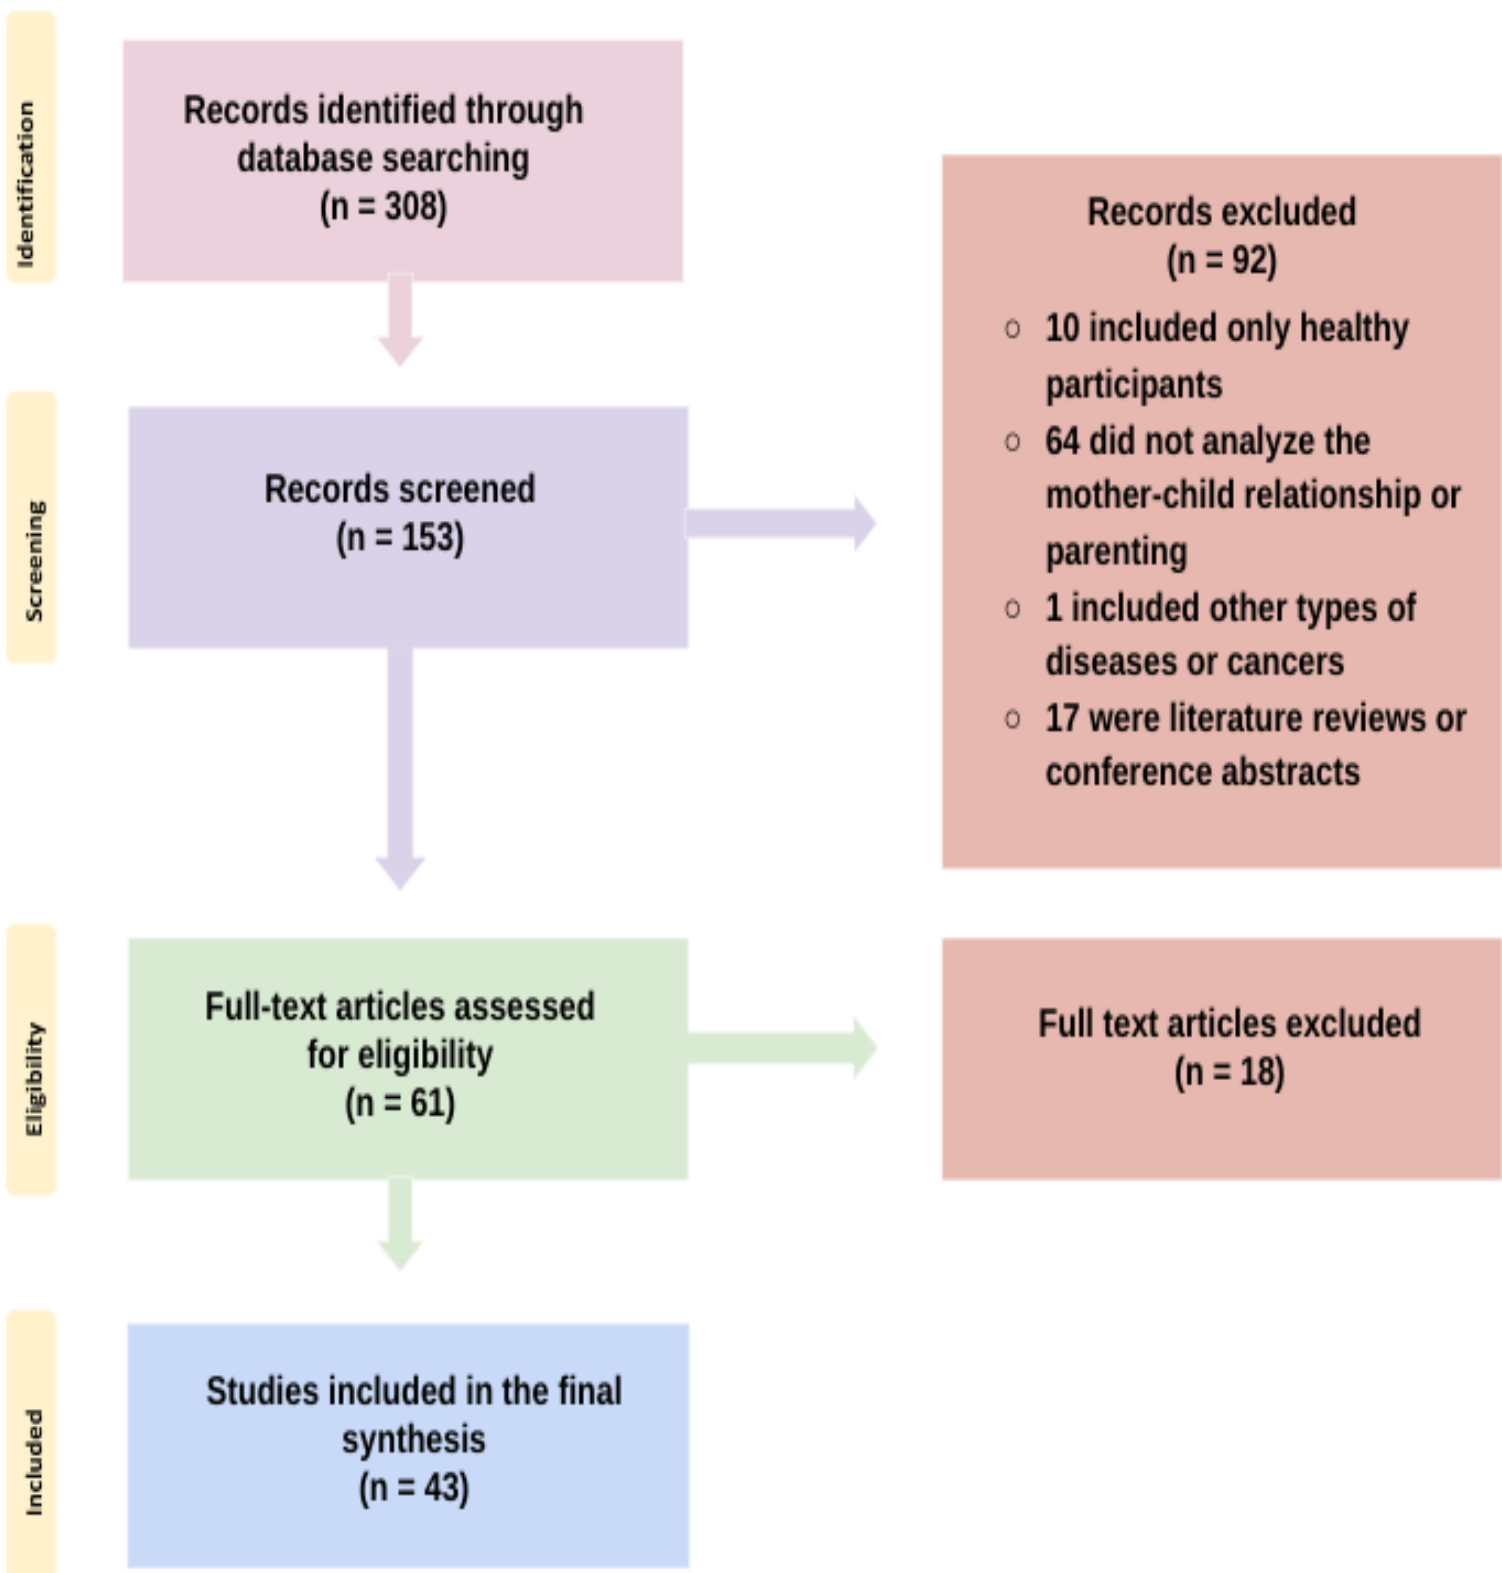 Identification
Records identified through
database searching
(n = 308)
Screening
Records screened
(n = 153)
Records excluded
(n = 92)
○ 10 included only healthy
participants
○ 64 did not analyze the
mother-child relationship or
parenting
○ 1 included other types of
diseases or cancers
○ 17 were literature reviews or
conference abstracts
Eligibility
Full-text articles assessed
for eligibility
(n = 61)
Full text articles excluded
(n = 18)
Included
Studies included in the final
synthesis
(n = 43)